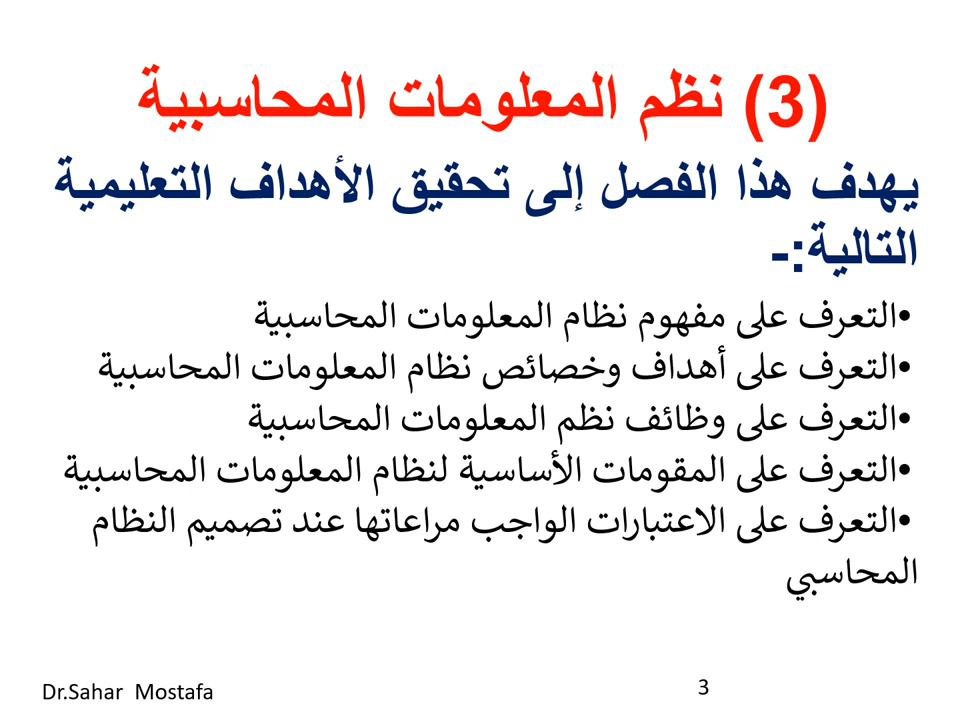 (3) نظم المعلومات المحاسبية
يهدف هذا الفصل إلى تحقيق الأهداف التعليمية
التالية:-
•التعرف على مفهوم نظام المعلومات المحاسبية
•التعرف على أهداف وخصائص نظام المعلومات المحاسبية
•التعرف على وظائف نظم المعلومات المحاسبية
•التعرف على المقومات الأساسية لنظام المعلومات المحاسبية
•التعرف على الاعتبارات الواجب مراعاتها عند تصميم النظام
المحاسبي
Dr.Sahar Mostafa
3